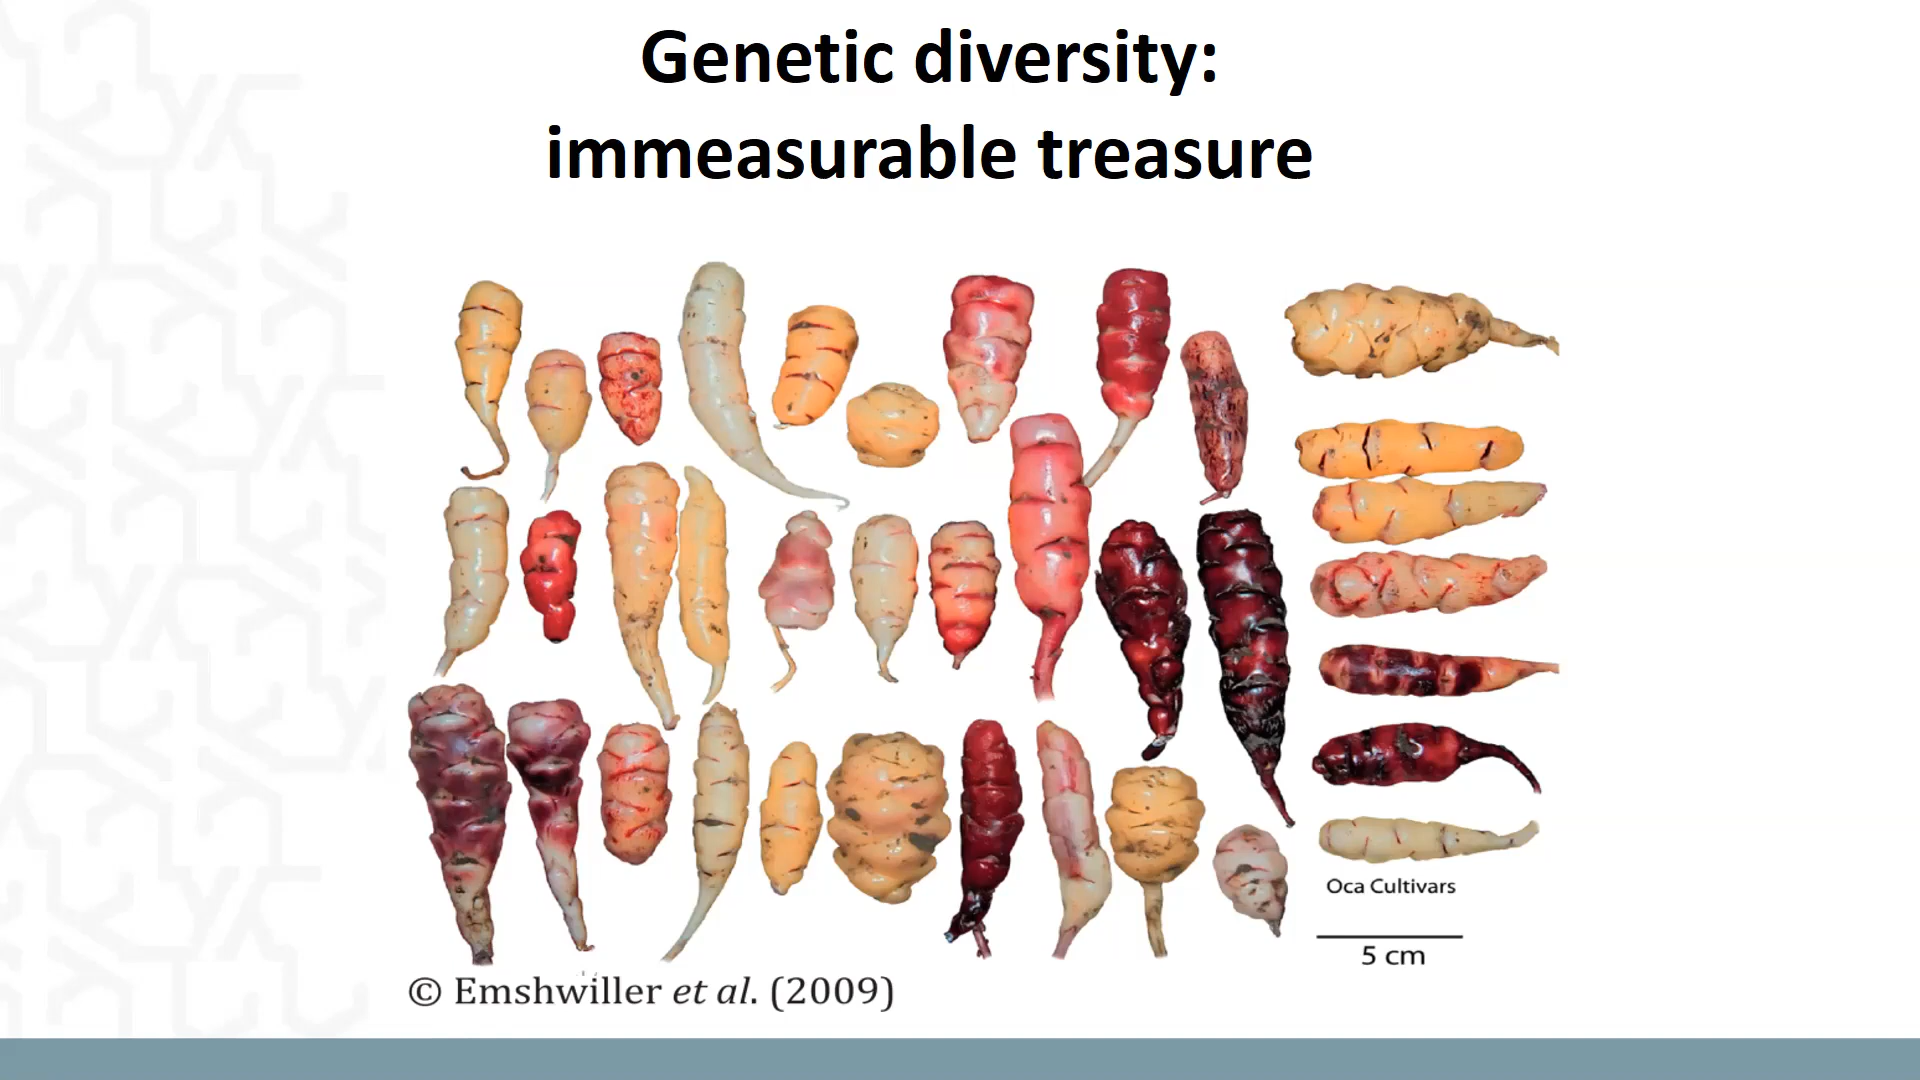 Genetic diversity:
immeasurable treasure
Oca Cultivars
5 cm
© Emshwiller et al. (2009)